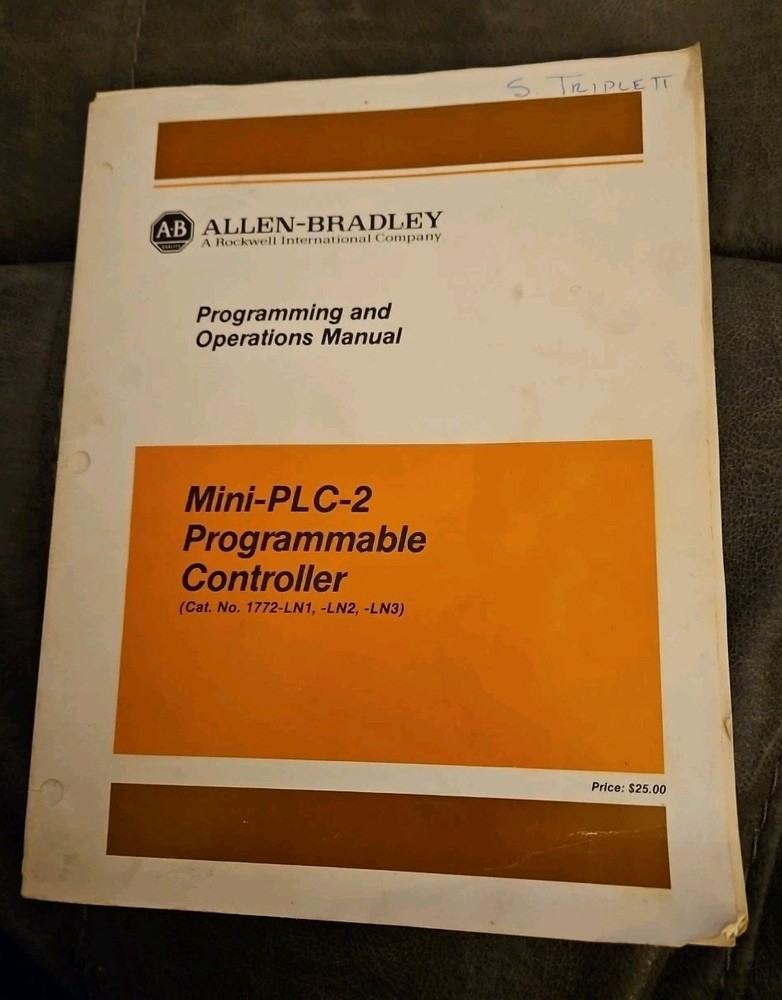 S. TRIPLETT
A·B
QUALITY
ALLEN-BRADLEY
A Rockwell International Company
Programming and
Operations Manual
Mini-PLC-2
Programmable
Controller
(Cat. No. 1772-LN1, -LN2, -LN3)
Price: $25.00